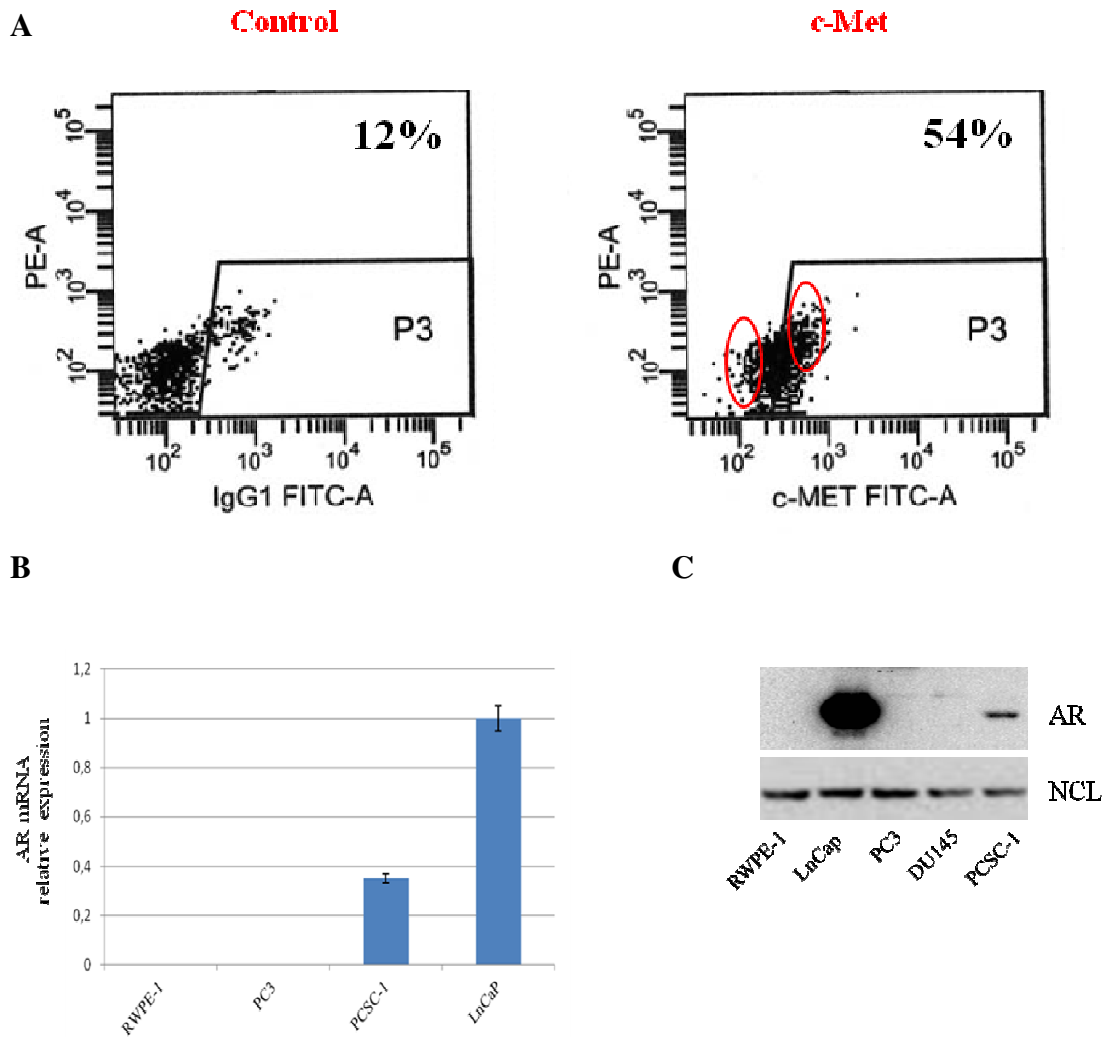 A
Control
c-Met
12%
PE-A
10^5
10^4
10^3
10^2
P3
10^2 10^3 10^4 10^5
IgG1 FITC-A
54%
PE-A
10^5
10^4
10^3
10^2
P3
10^2 10^3 10^4 10^5
c-MET FITC-A
B
AR mRNA
relative expression
1,2
1
0,8
0,6
0,4
0,2
0
RWPE-1
PC3
PCSC-1
LnCaP
C
AR
NCL
RWPE-1
LnCap
PC3
DU145
PCSC-1